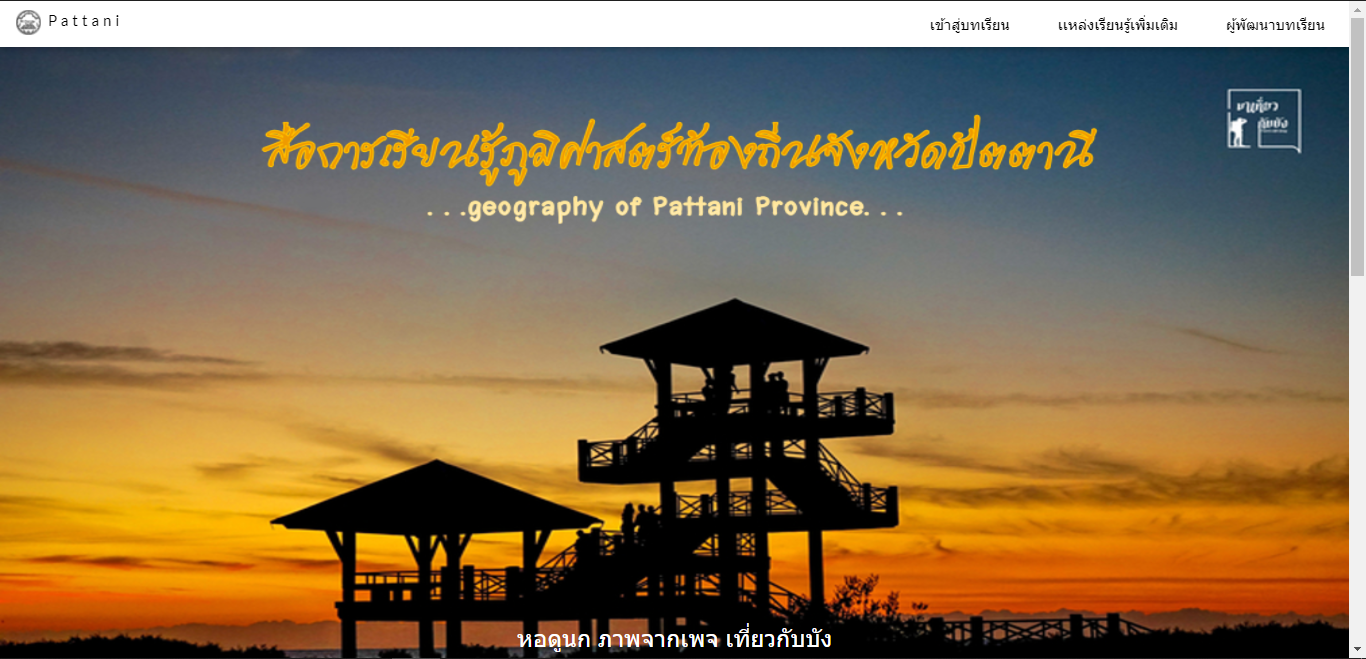 Pattani
เข้าสู่บทเรียน
แหล่งเรียนรู้เพิ่มเติม
ผู้พัฒนาบทเรียน
สื่อการเรียนรู้ภูมิศาสตร์ท้องถิ่นจังหวัดปัตตานี
...geography of Pattani Province...
หอดูนก ภาพจากเพจ เที่ยวกับบัง